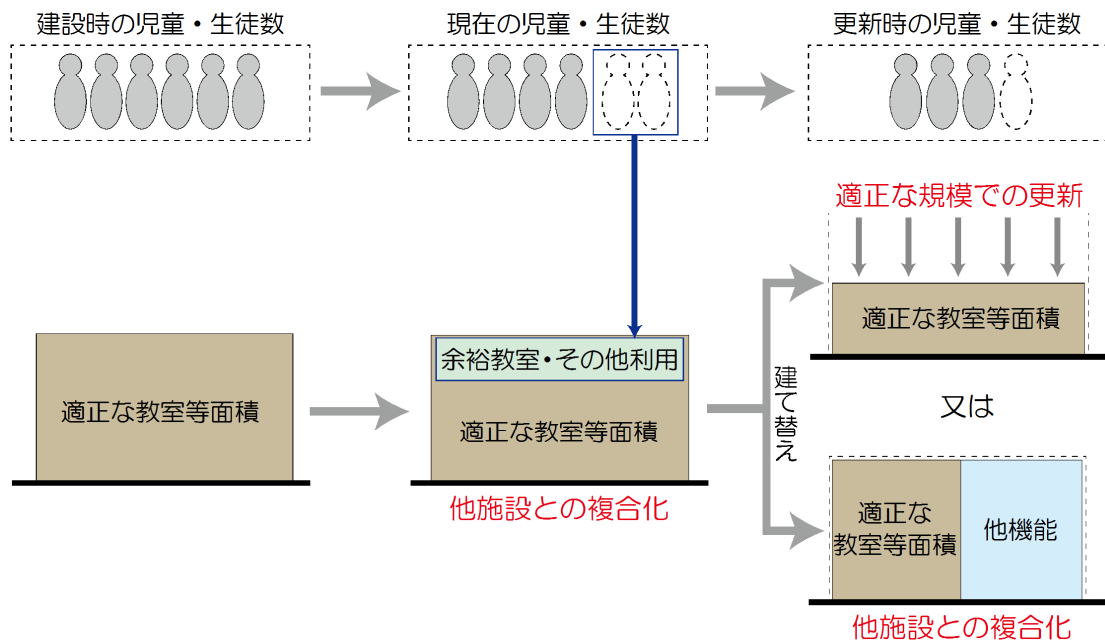 建設時の児童・生徒数
現在の児童・生徒数
更新時の児童・生徒数
適正な教室等面積
余裕教室・その他利用
適正な教室等面積
他施設との複合化
建て替え
適正な規模での更新
適正な教室等面積
又は
適正な
教室等面積
他機能
他施設との複合化